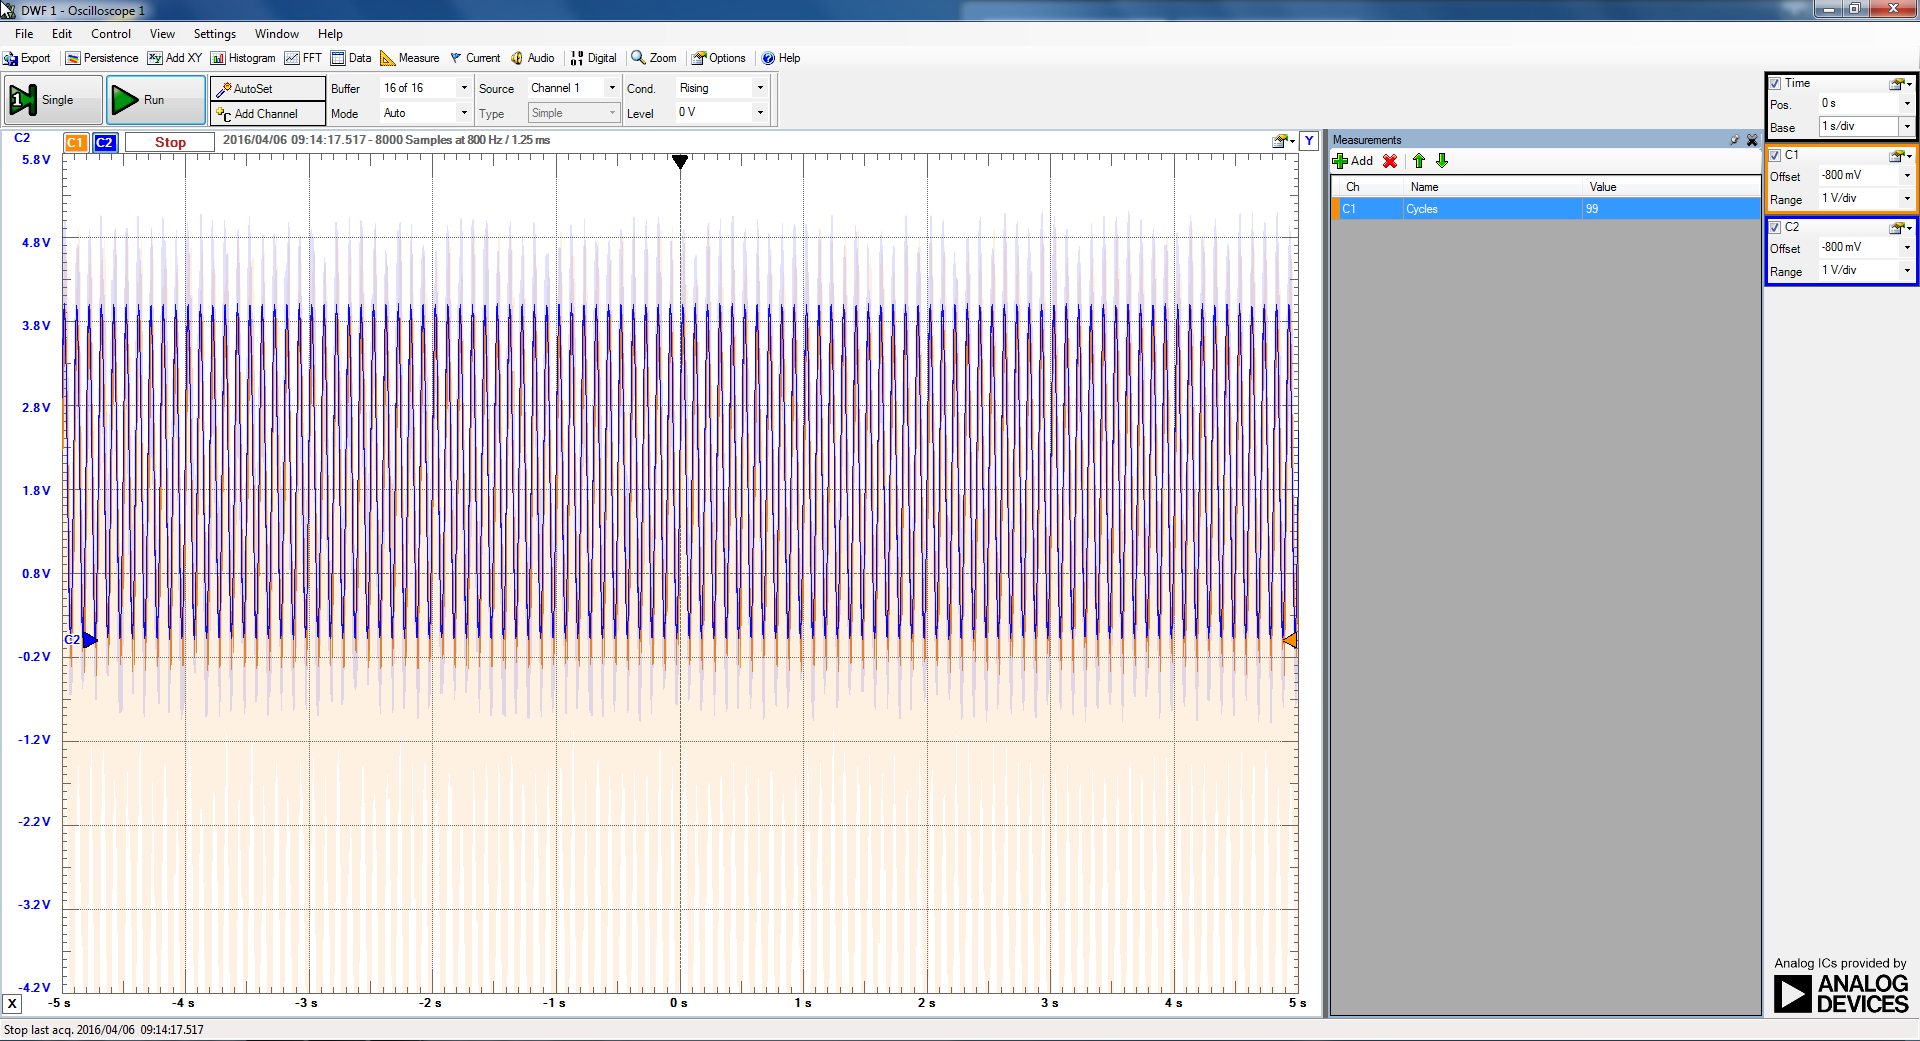 DWF 1 - Oscilloscope 1
File Edit Control View Settings Window Help
Export Persistence Add XY Histogram FFT Data Measure Current Audio Digital Zoom Options Help
1 Single Run AutoSet Buffer 16 of 16 Source Channel 1 Cond. Rising
Add Channel Mode Auto Type Simple Level 0 V
C2 C1 C2 Stop 2016/04/06 09:14:17.517 - 8000 Samples at 800 Hz / 1.25 ms Y
5.8 V
4.8 V
3.8 V
2.8 V
1.8 V
0.8 V
C2
-0.2 V
-1.2 V
-2.2 V
-3.2 V
-4.2 V
X -5 s -4 s -3 s -2 s -1 s 0 s 1 s 2 s 3 s 4 s 5 s
Measurements
Add
Ch Name Value
C1 Cycles 99
Time
Pos. 0 s
Base 1 s/div
C1
Offset -800 mV
Range 1 V/div
C2
Offset -800 mV
Range 1 V/div
Analog ICs provided by
ANALOG
DEVICES
Stop last acq. 2016/04/06 09:14:17.517